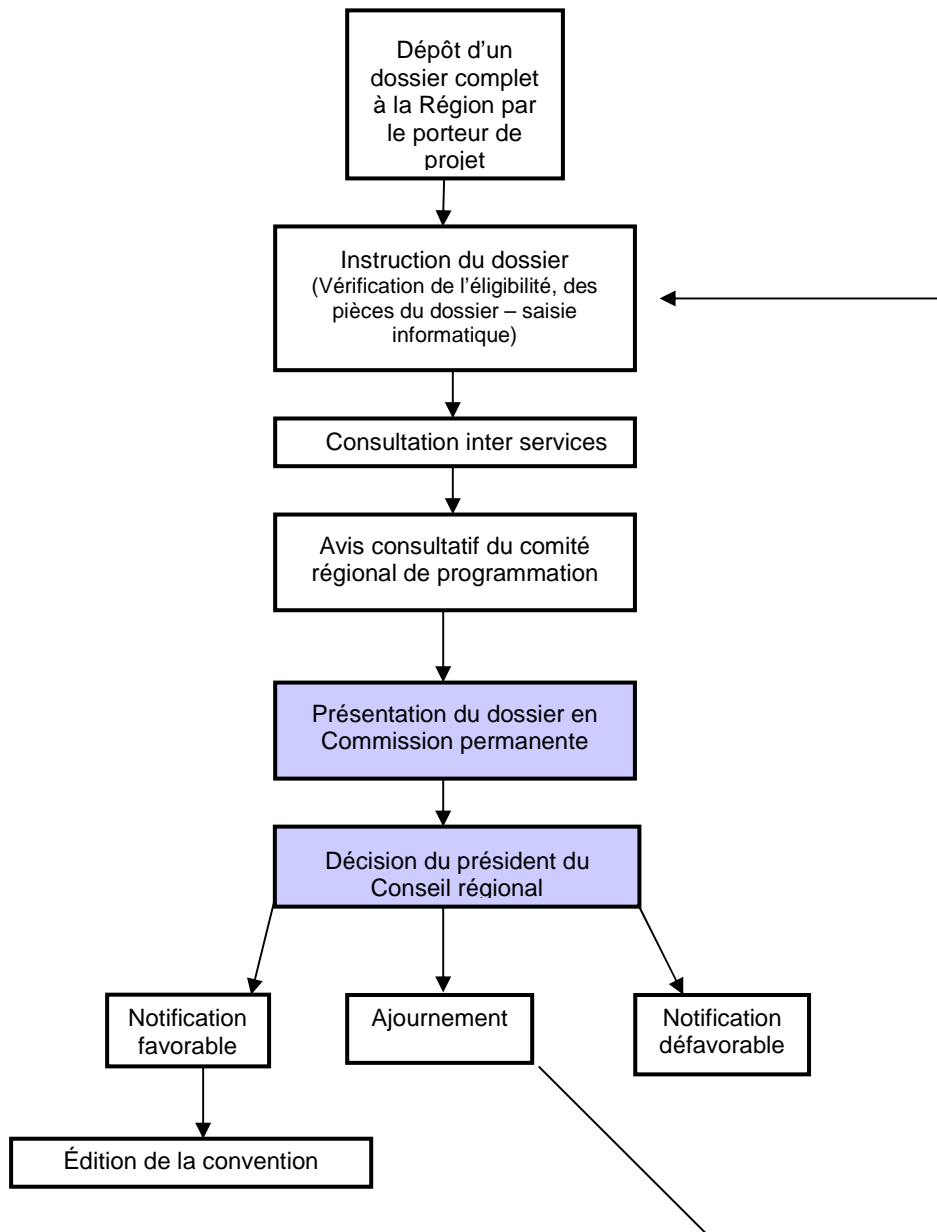 Dépôt d’un
dossier complet
à la Région par
le porteur de
projet
Instruction du dossier
(Vérification de l’éligibilité, des
pièces du dossier – saisie
informatique)
Consultation inter services
Avis consultatif du comité
régional de programmation
Présentation du dossier en
Commission permanente
Décision du président du
Conseil régional
Notification
favorable
Ajournement
Notification
défavorable
Édition de la convention